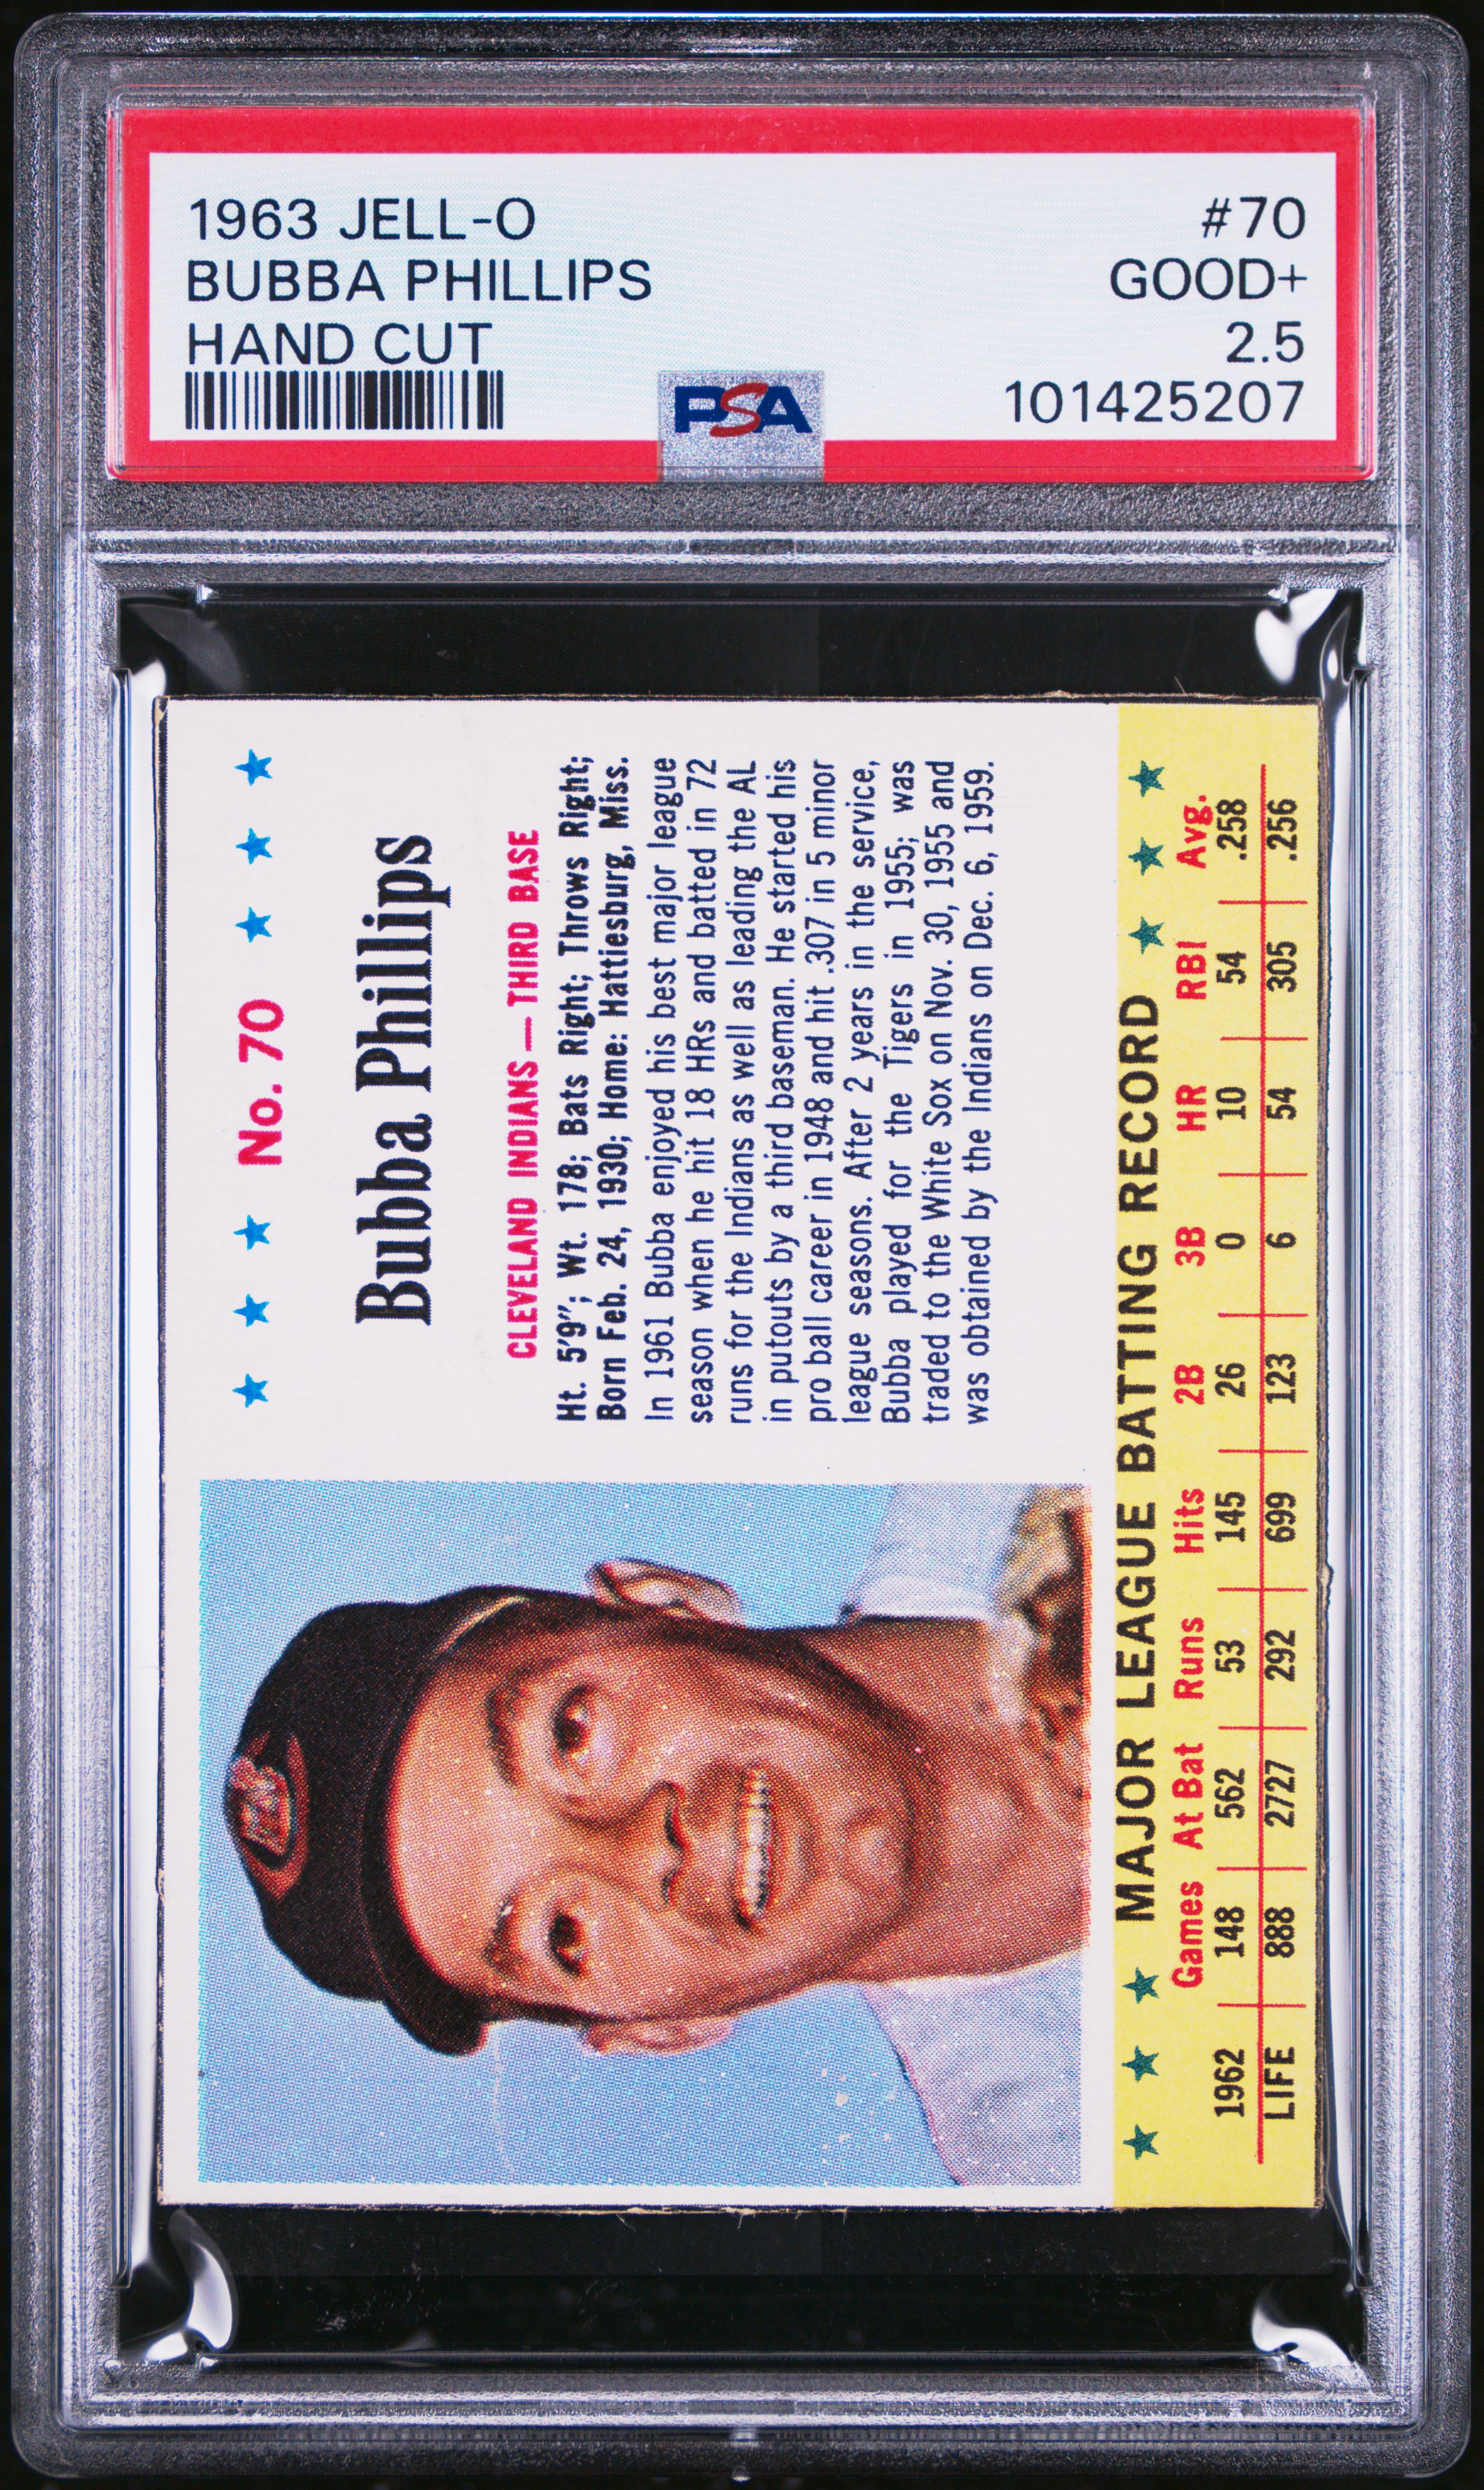 1963 JELL-O #70
BUBBA PHILLIPS GOOD+
HAND CUT 2.5
PSA 101425207
No. 70
Bubba Phillips
CLEVELAND INDIANS — THIRD BASE
Ht. 5'9"; Wt. 178; Bats Right; Throws Right;
Born Feb. 24, 1930; Home: Hattiesburg, Miss.
In 1961 Bubba enjoyed his best major league
season when he hit 18 HRs and batted in 72
runs for the Indians as well as leading the AL
in putouts by a third baseman. He started his
pro ball career in 1948 and hit .307 in 5 minor
league seasons. After 2 years in the service,
Bubba played for the Tigers in 1955; was
traded to the White Sox on Nov. 30, 1955 and
was obtained by the Indians on Dec. 6, 1959.
MAJOR LEAGUE BATTING RECORD
Games At Bat Runs Hits 2B 3B HR RBI Avg.
1962 148 562 53 145 26 0 10 54 .258
LIFE 888 2727 292 699 123 6 54 305 .256